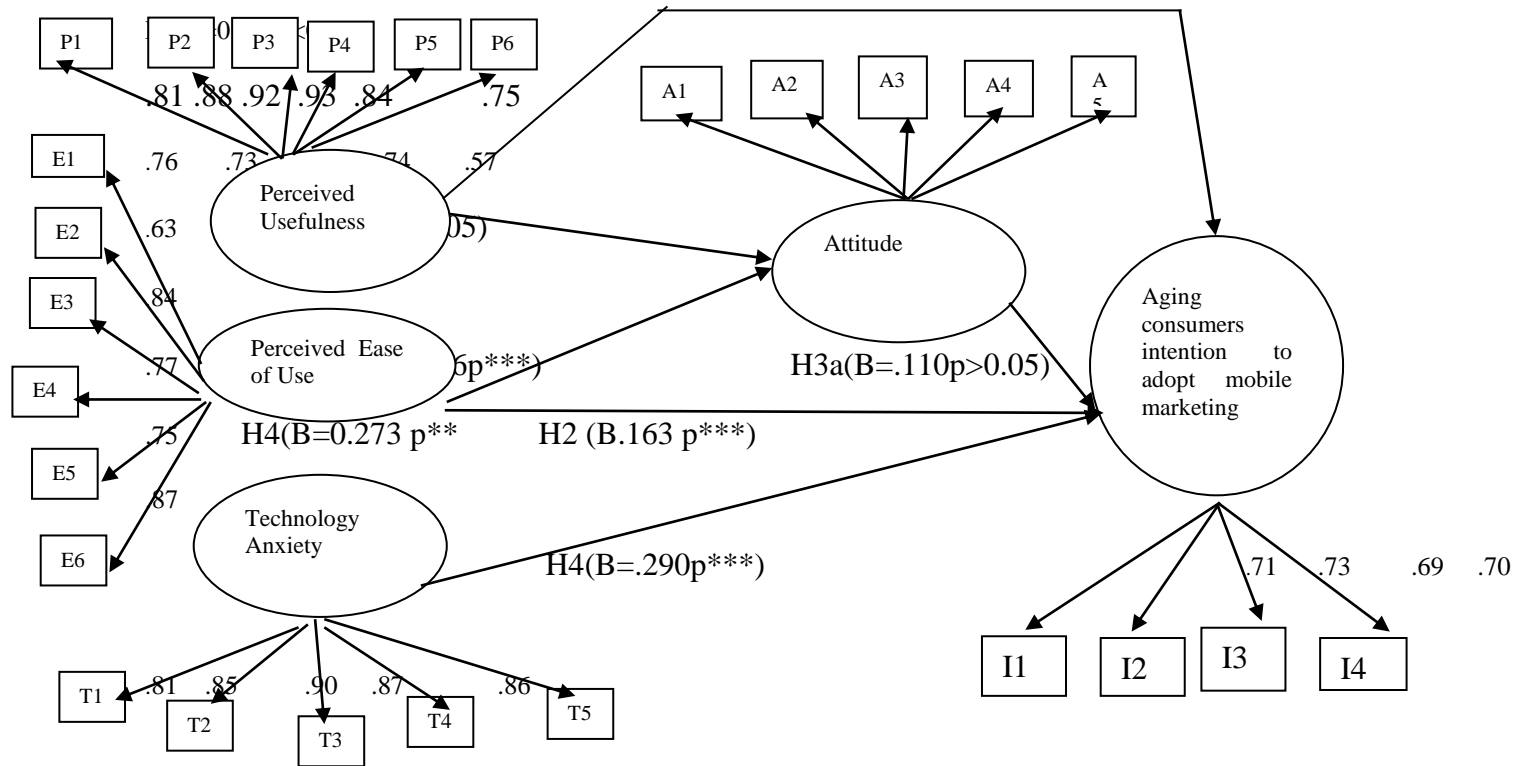 P1
P2
P3
P4
P5
P6
.81 .88 .92 .93 .84 .75
A1
A2
A3
A4
A
E1
.76 .73 .74 .57
E2
.63
E3
.84
E4
.77
E5
.75
E6
.87
Perceived
Usefulness
05)
Attitude
Perceived Ease
of Use
6p***)
H3a(B=.110p>0.05)
Aging
consumers
intention to
adopt mobile
marketing
H4(B=0.273 p**
H2 (B.163 p***)
Technology
Anxiety
H4(B=.290p***)
.71 .73 .69 .70
I1
I2
I3
I4
.81 .85 .90 .87 .86
T1
T2
T3
T4
T5